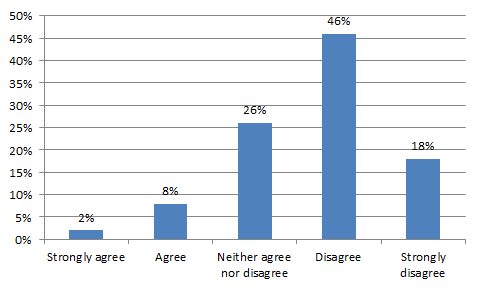 50%
45%
40%
35%
30%
25%
20%
15%
10%
5%
0%
2%
8%
26%
46%
18%
Strongly agree
Agree
Neither agree
nor disagree
Disagree
Strongly
disagree